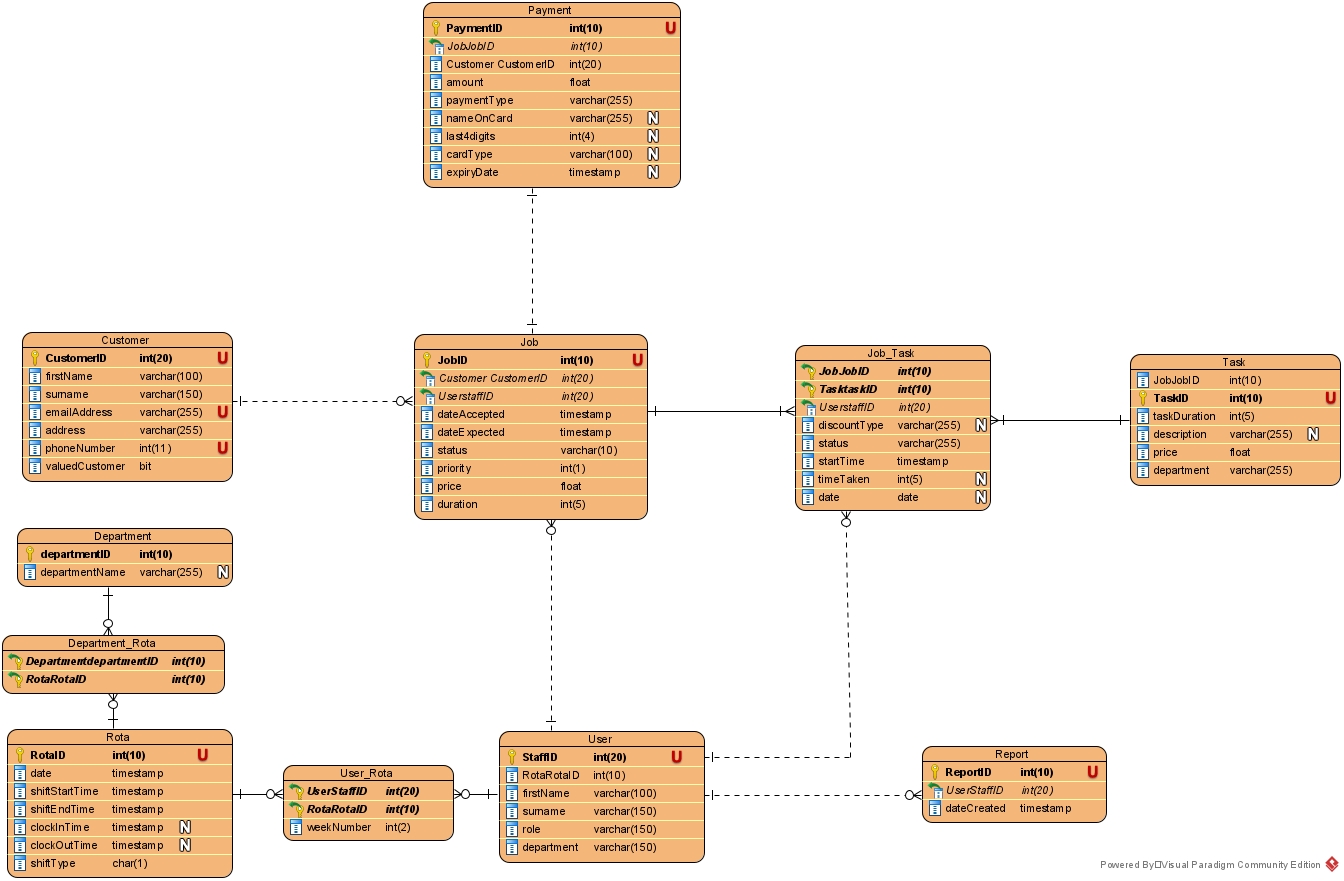 Payment
PaymentID int(10) U
JobJobID int(10)
Customer CustomerID int(20)
amount float
paymentType varchar(255)
nameOnCard varchar(255) N
last4digits int(4) N
cardType varchar(100) N
expiryDate timestamp N
Customer
CustomerID int(20) U
firstName varchar(100)
surname varchar(150)
emailAddress varchar(255) U
address varchar(255)
phoneNumber int(11) U
valuedCustomer bit
Job
JobID int(10) U
Customer CustomerID int(20)
UserstaffID int(20)
dateAccepted timestamp
dateExpected timestamp
status varchar(10)
priority int(1)
price float
duration int(5)
Job_Task
JobJobID int(10)
TasktaskID int(10)
UserstaffID int(20)
discountType varchar(255) N
status varchar(255)
startTime timestamp
timeTaken int(5) N
date date N
Task
JobJobID int(10)
TaskID int(10) U
taskDuration int(5)
description varchar(255) N
price float
department varchar(255)
Department
departmentID int(10)
departmentName varchar(255) N
Department_Rota
DepartmentdepartmentID int(10)
RotaRotaID int(10)
Rota
RotaID int(10) U
date timestamp
shiftStartTime timestamp
shiftEndTime timestamp
clockInTime timestamp N
clockOutTime timestamp N
shiftType char(1)
User_Rota
UserStaffID int(20)
RotaRotaID int(10)
weekNumber int(2)
User
StaffID int(20) U
RotaRotaID int(10)
firstName varchar(100)
surname varchar(150)
role varchar(150)
department varchar(150)
Report
ReportID int(10) U
UserStaffID int(20)
dateCreated timestamp
Powered By Visual Paradigm Community Edition